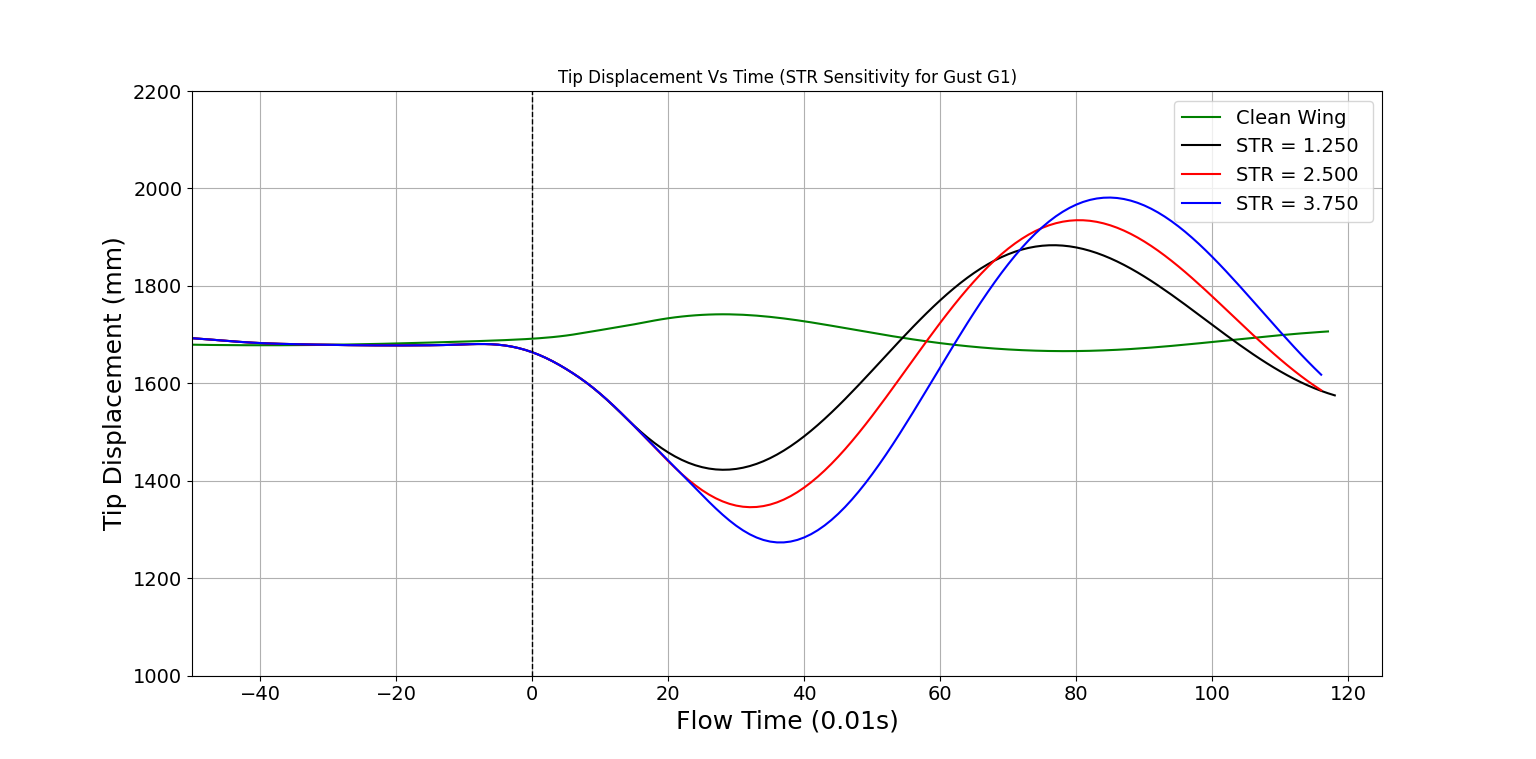 Tip Displacement Vs Time (STR Sensitivity for Gust G1)
2200
2000
1800
1600
1400
1200
1000
Tip Displacement (mm)
Clean Wing
STR = 1.250
STR = 2.500
STR = 3.750
−40
−20
0
20
40
60
80
100
120
Flow Time (0.01s)